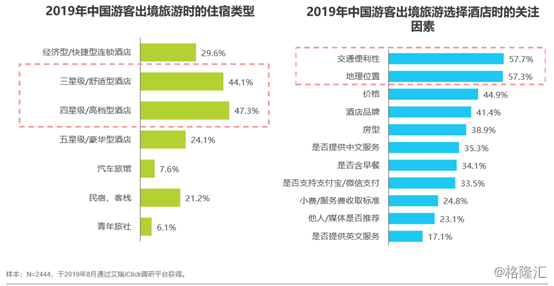 2019年中国游客出境旅游时的住宿类型
经济型/快捷型连锁酒店 29.6%
三星级/舒适型酒店 44.1%
四星级/高档型酒店 47.3%
五星级/豪华型酒店 24.1%
汽车旅馆 7.6%
民宿、客栈 21.2%
青年旅社 6.1%
2019年中国游客出境旅游选择酒店时的关注
因素
交通便利性 57.7%
地理位置 57.3%
价格 44.9%
酒店品牌 41.4%
房型 38.9%
是否提供中文服务 35.3%
是否含早餐 34.1%
是否支持支付宝/微信支付 33.5%
小费/服务费收取标准 24.8%
他人/媒体是否推荐 23.1%
是否提供英文服务 17.1%
样本：N=2444，于2019年8月通过艾瑞iClick调研平台获得。
@格隆汇